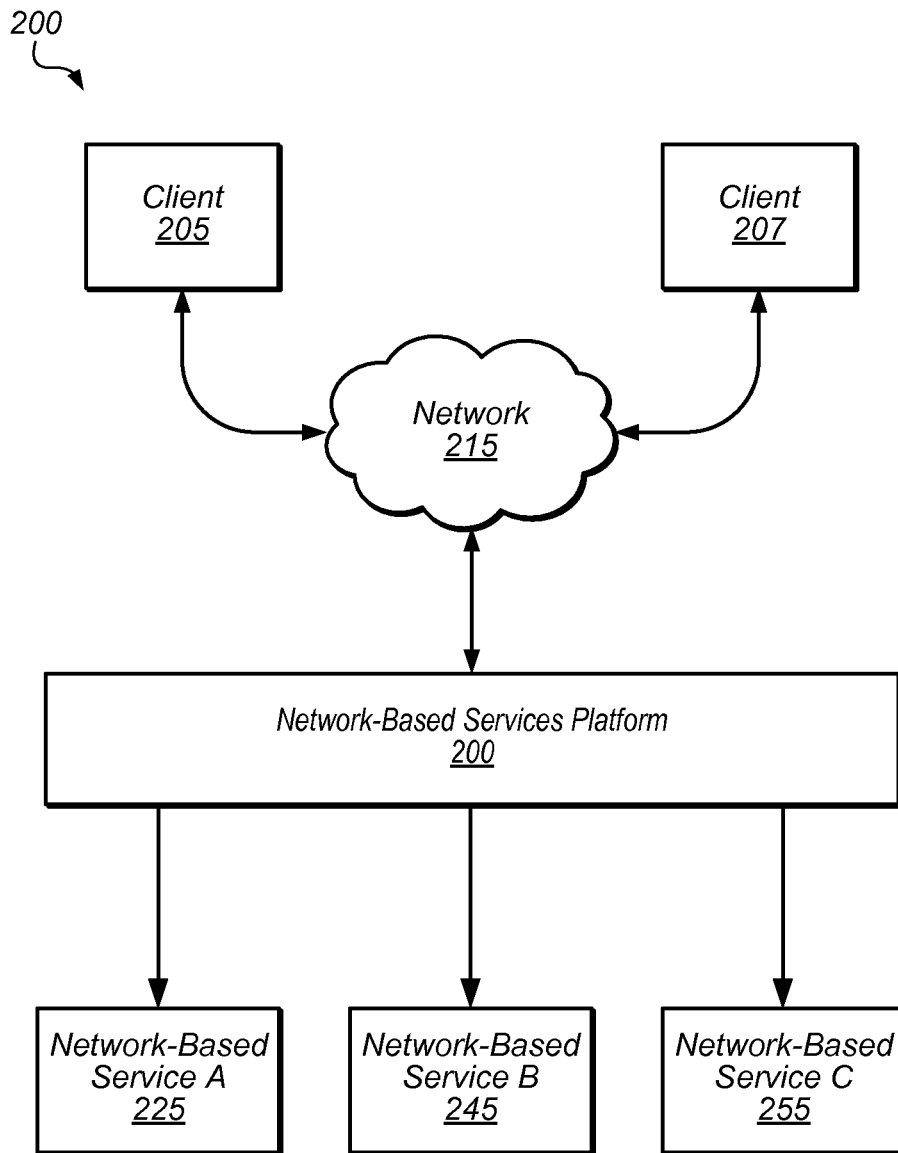 200
Client
205
Client
207
Network
215
Network-Based Services Platform
200
Network-Based
Service A
225
Network-Based
Service B
245
Network-Based
Service C
255